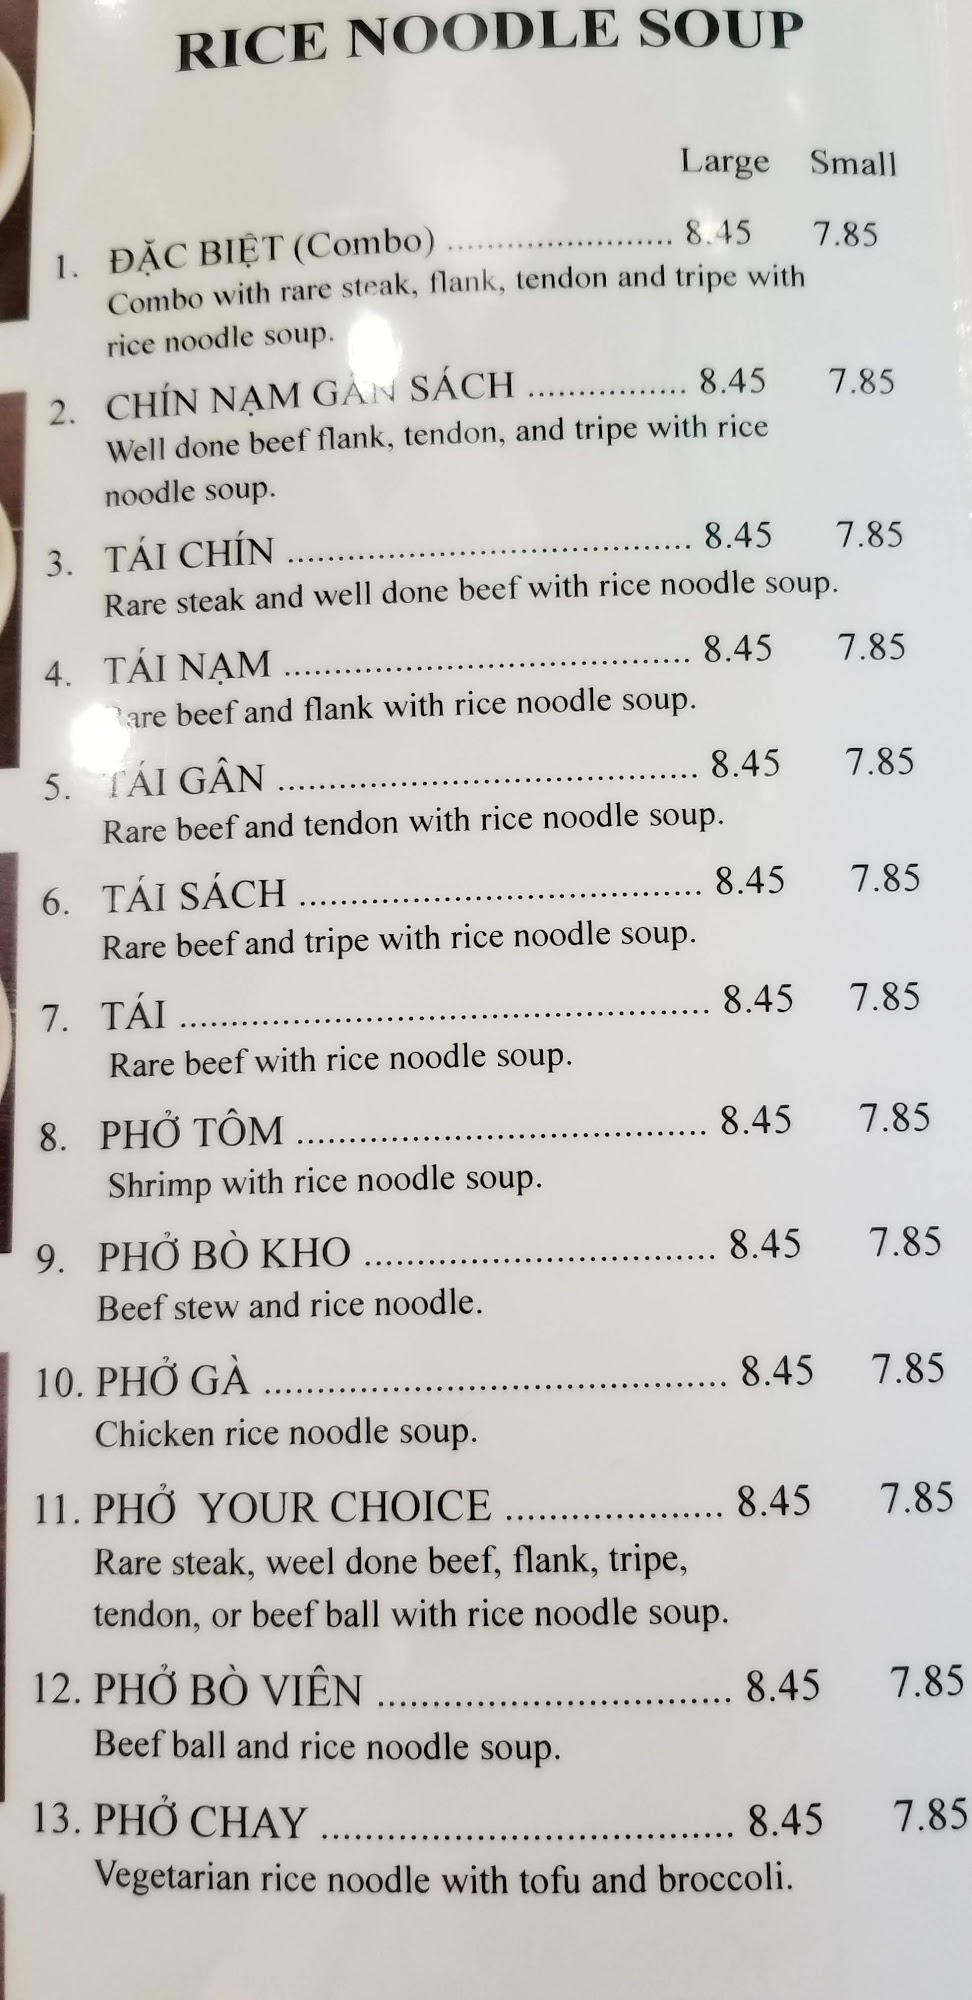 RICE NOODLE SOUP
Large Small
1. ĐẶC BIỆT (Combo) ...................... 8.45 7.85
Combo with rare steak, flank, tendon and tripe with
rice noodle soup.
2. CHÍN NẠM GÂN SÁCH ................ 8.45 7.85
Well done beef flank, tendon, and tripe with rice
noodle soup.
3. TÁI CHÍN ........................................ 8.45 7.85
Rare steak and well done beef with rice noodle soup.
4. TÁI NẠM ........................................ 8.45 7.85
Rare beef and flank with rice noodle soup.
5. TÁI GÂN ......................................... 8.45 7.85
Rare beef and tendon with rice noodle soup.
6. TÁI SÁCH ....................................... 8.45 7.85
Rare beef and tripe with rice noodle soup.
7. TÁI .................................................... 8.45 7.85
Rare beef with rice noodle soup.
8. PHỞ TÔM ........................................ 8.45 7.85
Shrimp with rice noodle soup.
9. PHỞ BÒ KHO .................................. 8.45 7.85
Beef stew and rice noodle.
10. PHỞ GÀ ............................................ 8.45 7.85
Chicken rice noodle soup.
11. PHỞ YOUR CHOICE .................... 8.45 7.85
Rare steak, weel done beef, flank, tripe,
tendon, or beef ball with rice noodle soup.
12. PHỞ BÒ VIÊN ................................. 8.45 7.85
Beef ball and rice noodle soup.
13. PHỞ CHAY ...................................... 8.45 7.85
Vegetarian rice noodle with tofu and broccoli.